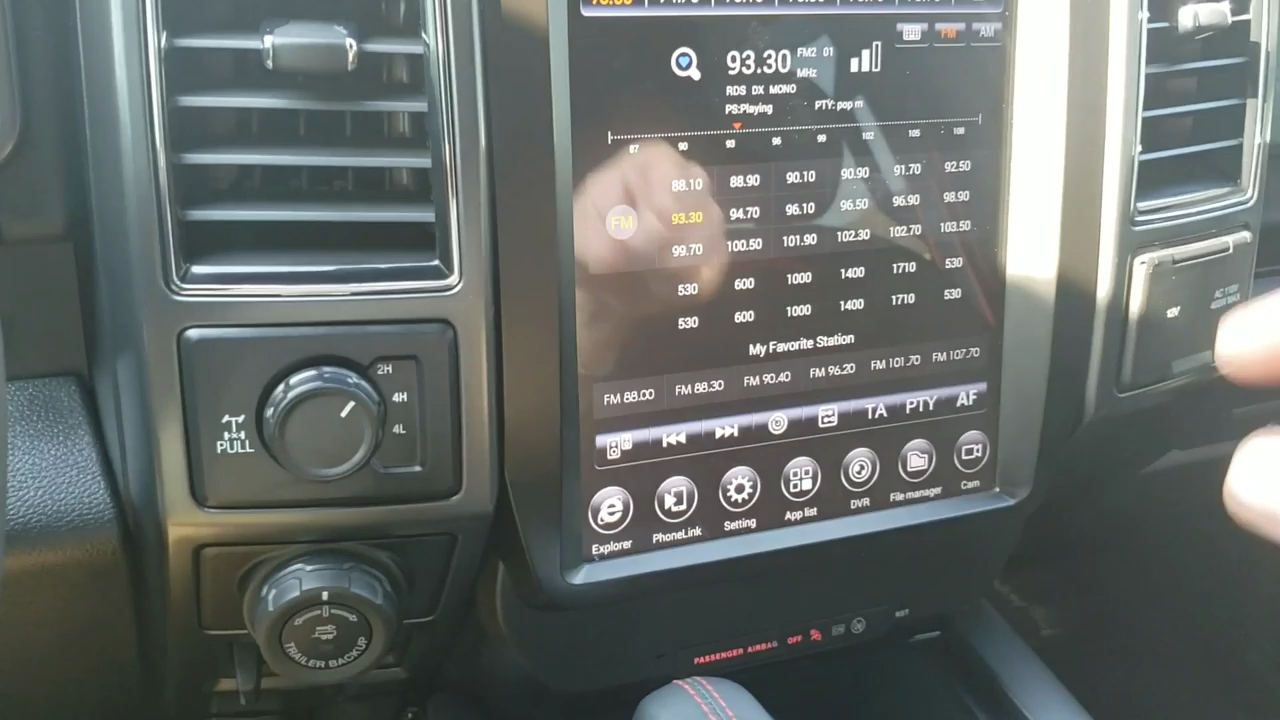 FM AM
93.30 FM2 01
MHz
RDS DX MONO
PS:Playing PTY: pop m
87 90 93 96 99 102 105 108
88.10 88.90 90.10 90.90 91.70 92.50
FM 93.30 94.70 96.10 96.50 96.90 98.90
99.70 100.50 101.90 102.30 102.70 103.50
530 600 1000 1400 1710 530
530 600 1000 1400 1710 530
My Favorite Station
FM 88.00 FM 88.30 FM 90.40 FM 96.20 FM 101.70 FM 107.70
TA PTY AF
Explorer PhoneLink Setting App list DVR File manager Cam
2H
4H
4L
PULL
TRAILER BACKUP
PASSENGER AIRBAG OFF
RST
12V
AC 110V
400W MAX